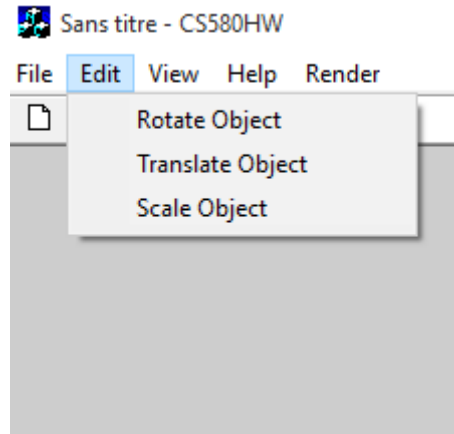 Sans titre - CS580HW
File Edit View Help Render
Rotate Object
Translate Object
Scale Object